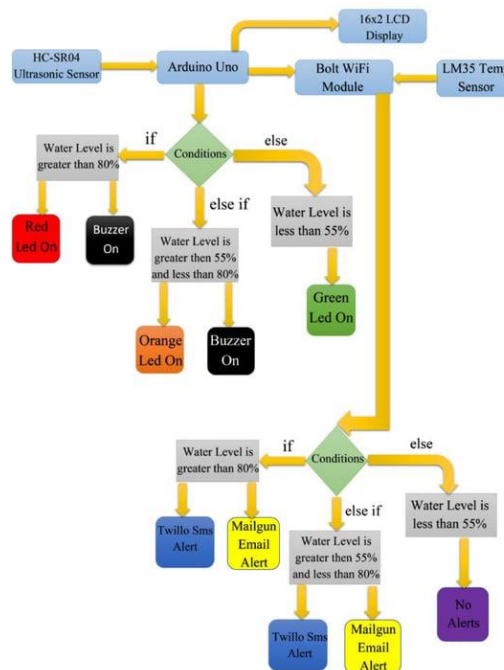 16x2 LCD
Display
HC-SR04
Ultrasonic Sensor
Arduino Uno
Bolt WiFi
Module
LM35 Tem
Sensor
if
Conditions
else
Water Level is
greater than 80%
else if
Water Level is
less than 55%
Red
Led On
Buzzer
On
Water Level is
greater then 55%
and less than 80%
Orange
Led On
Buzzer
On
Green
Led On
if
Conditions
else
Water Level is
greater than 80%
else if
Water Level is
less than 55%
Twillo Sms
Alert
Mailgun
Email
Alert
Water Level is
greater then 55%
and less than 80%
No
Alerts
Twillo Sms
Alert
Mailgun
Email
Alert